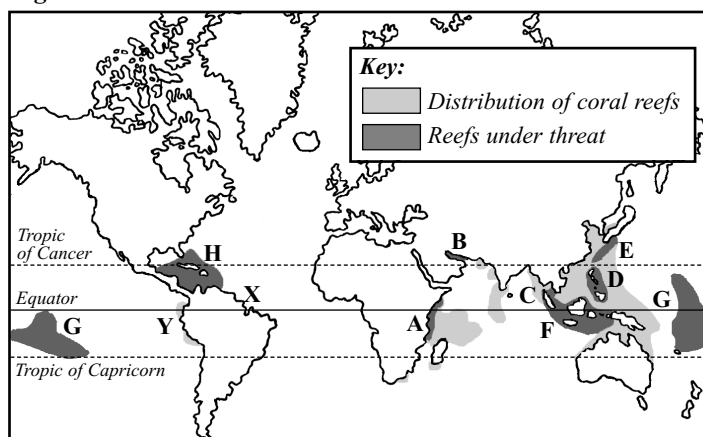 Key:
Distribution of coral reefs
Reefs under threat
Tropic
of Cancer
H
B
E
D
X
C
Equator
G
G
Y
A
F
Tropic of Capricorn